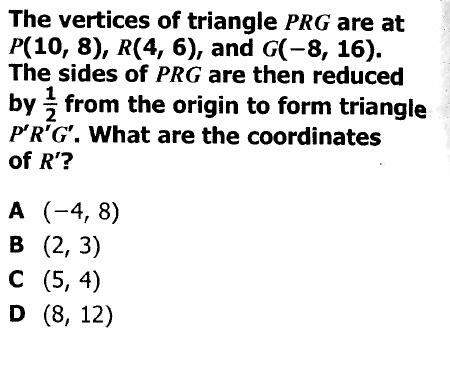 The vertices of triangle PRG are at
P(10, 8), R(4, 6), and G(−8, 16).
The sides of PRG are then reduced
by 1/2 from the origin to form triangle
P′R′G′. What are the coordinates
of R′?
A (−4, 8)
B (2, 3)
C (5, 4)
D (8, 12)